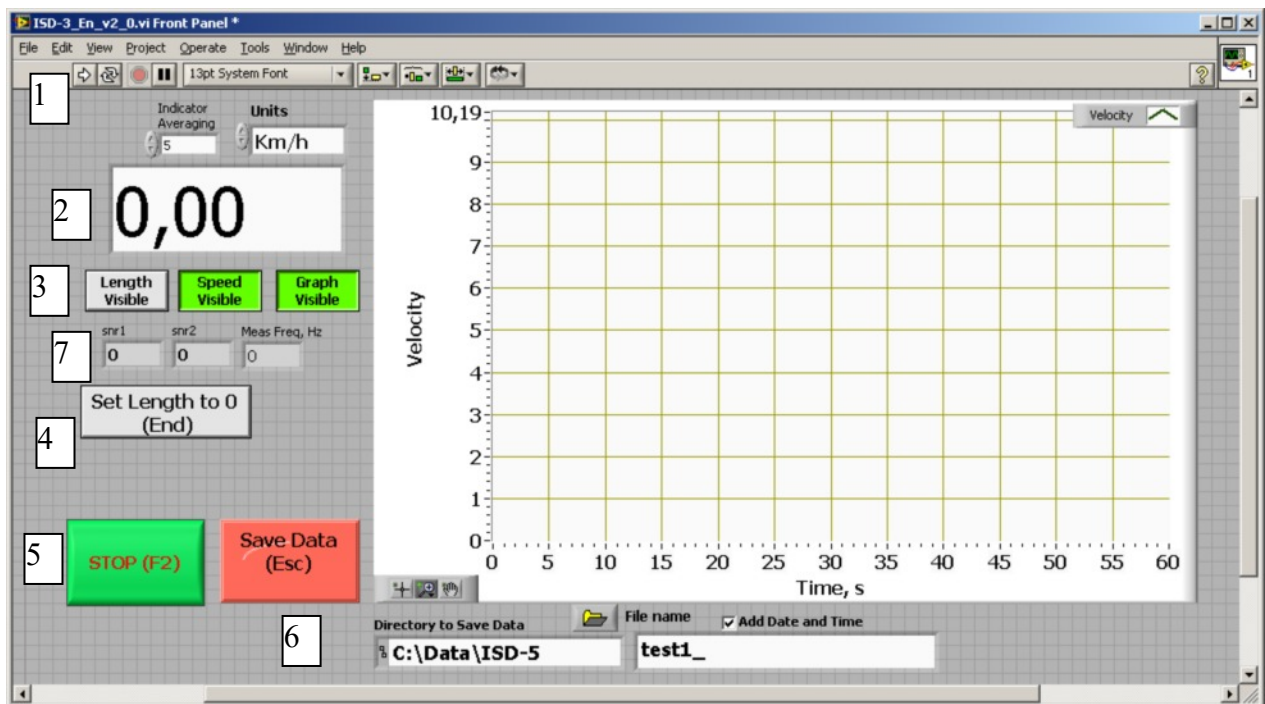 ISD-3_En_v2_0.vi Front Panel *
File Edit View Project Operate Tools Window Help
13pt System Font
1
1
Indicator
Averaging
5
Units
Km/h
2
0,00
3
Length
Visible
Speed
Visible
Graph
Visible
7
snr1
0
snr2
0
Meas Freq, Hz
0
4
Set Length to 0
(End)
5
STOP (F2)
Save Data
(Esc)
Velocity
10,19
9
8
7
6
5
4
3
2
1
0
Velocity
0 5 10 15 20 25 30 35 40 45 50 55 60
Time, s
6
Directory to Save Data
C:\Data\ISD-5
File name
Add Date and Time
test1_